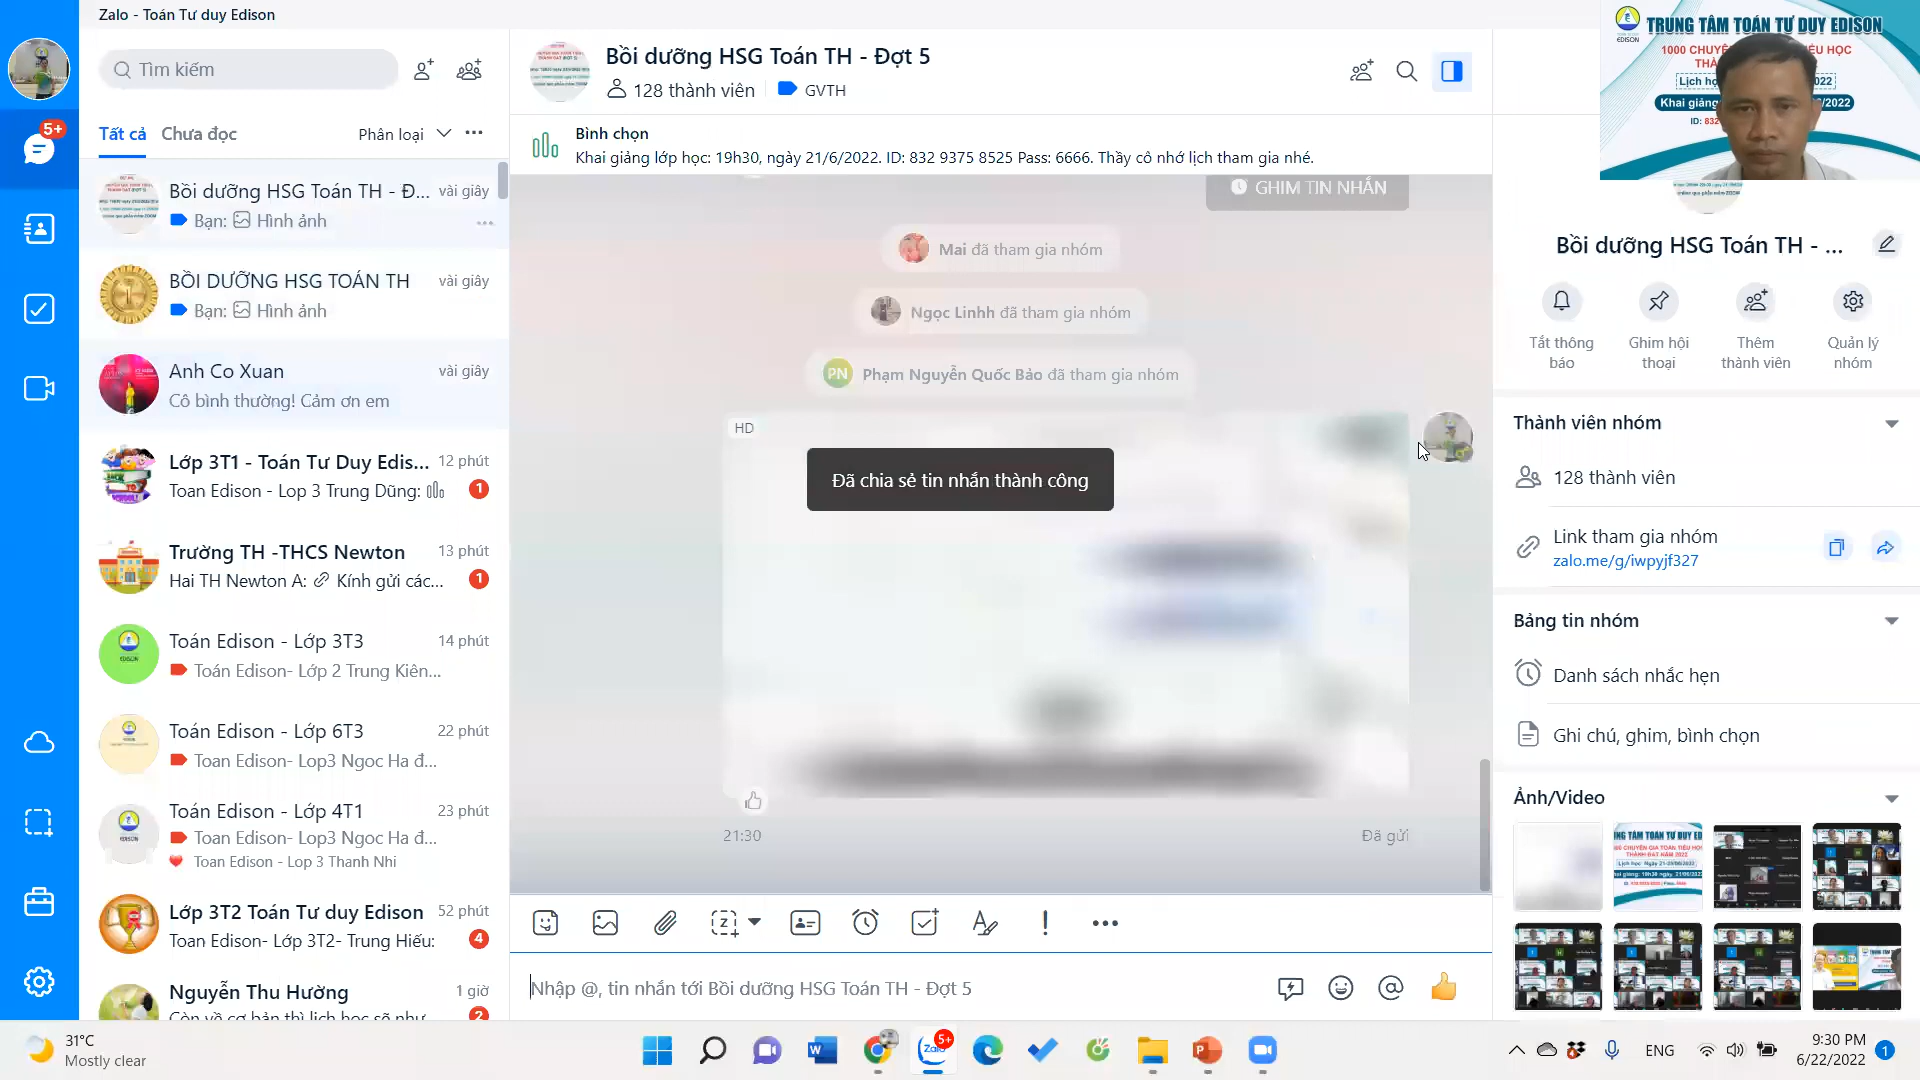 Zalo - Toán Tư duy Edison
Tìm kiếm
Tất cả
Chưa đọc
Phân loại
Bồi dưỡng HSG Toán TH - Đ...
vài giây
Bạn: Hình ảnh
BỒI DƯỠNG HSG TOÁN TH
vài giây
Bạn: Hình ảnh
Anh Co Xuan
vài giây
Cô bình thường! Cảm ơn em
Lớp 3T1 - Toán Tư Duy Edis...
12 phút
Toan Edison - Lop 3 Trung Dũng:
1
Trường TH -THCS Newton
13 phút
Hai TH Newton A: Kính gửi các...
1
Toán Edison - Lớp 3T3
14 phút
Toán Edison- Lớp 2 Trung Kiên...
Toán Edison - Lớp 6T3
22 phút
Toan Edison- Lop3 Ngoc Ha đ...
Toán Edison - Lớp 4T1
23 phút
Toan Edison- Lop3 Ngoc Ha đ...
Toan Edison - Lop 3 Thanh Nhi
Lớp 3T2 Toán Tư duy Edison
52 phút
Toan Edison- Lớp 3T2- Trung Hiếu:
4
Nguyễn Thu Hường
1 giờ
Còn về cơ bản thì lịch học sẽ như
2
5+
Bồi dưỡng HSG Toán TH - Đợt 5
128 thành viên
GVTH
Bình chọn
Khai giảng lớp học: 19h30, ngày 21/6/2022. ID: 832 9375 8525 Pass: 6666. Thầy cô nhớ lịch tham gia nhé.
GHIM TIN NHẮN
Mai đã tham gia nhóm
Ngọc Linhh đã tham gia nhóm
PN
Phạm Nguyễn Quốc Bảo đã tham gia nhóm
HD
Đã chia sẻ tin nhắn thành công
21:30
Đã gửi
Nhập @, tin nhắn tới Bồi dưỡng HSG Toán TH - Đợt 5
TRUNG TÂM TOÁN TƯ DUY EDISON
EDISON
Lịch
2022
Khai giảng
ID: 832
Bồi dưỡng HSG Toán TH - ...
Tắt thông báo
Ghim hội thoại
Thêm thành viên
Quản lý nhóm
Thành viên nhóm
128 thành viên
Link tham gia nhóm
zalo.me/g/iwpyjf327
Bảng tin nhóm
Danh sách nhắc hẹn
Ghi chú, ghim, bình chọn
Ảnh/Video
31°C
Mostly clear
Zalo
5+
ENG
9:30 PM
6/22/2022
1